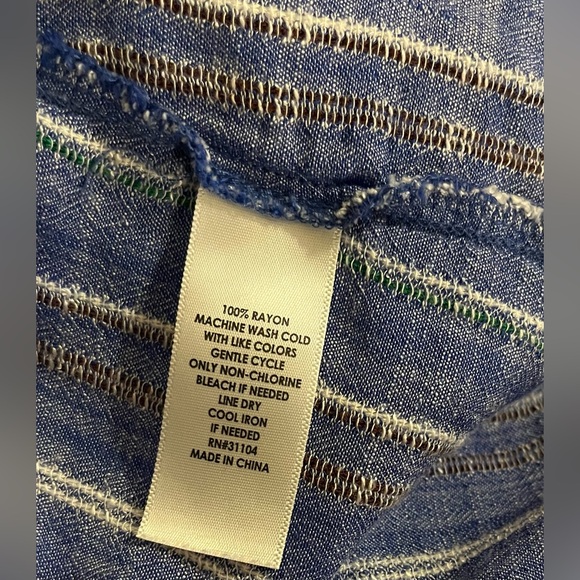 100% RAYON
MACHINE WASH COLD
WITH LIKE COLORS
GENTLE CYCLE
ONLY NON-CHLORINE
BLEACH IF NEEDED
LINE DRY
COOL IRON
IF NEEDED
RN#31104
MADE IN CHINA